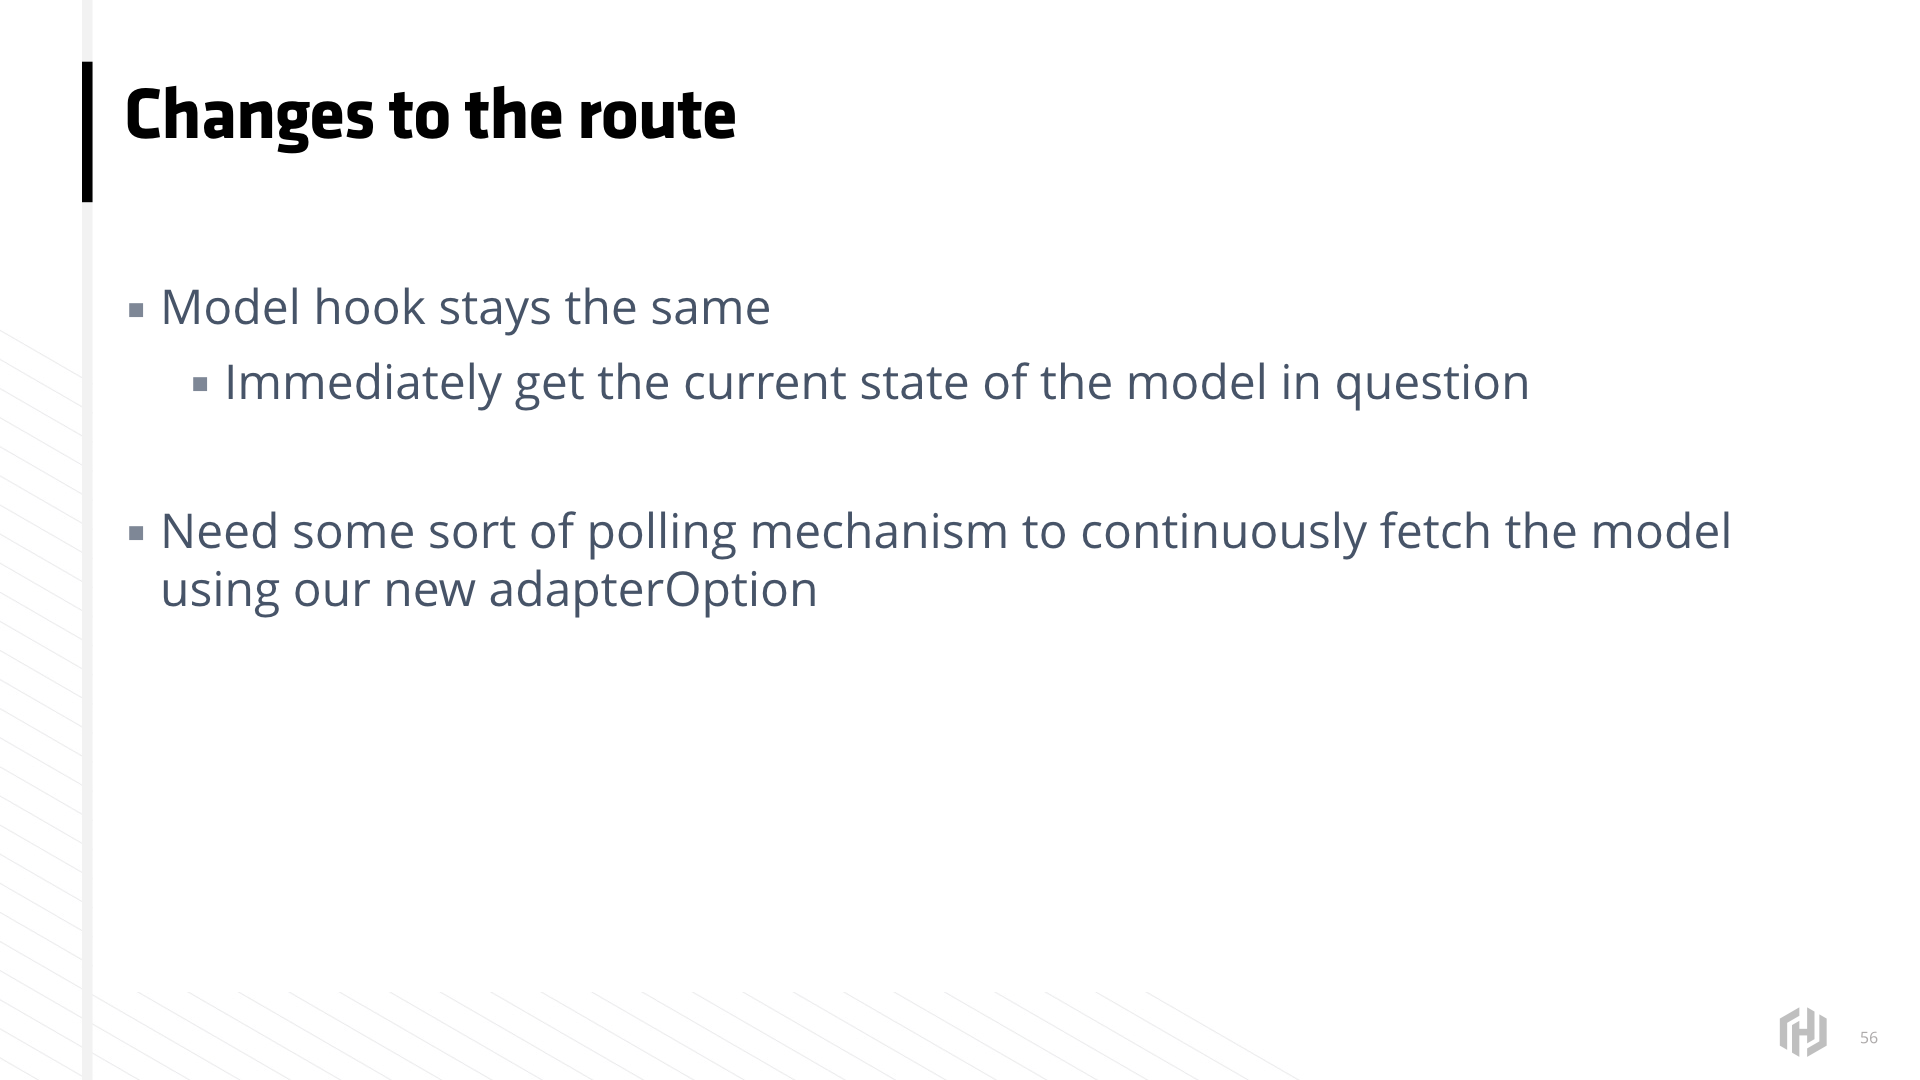 Changes to the route
▪ Model hook stays the same
▪ Immediately get the current state of the model in question
▪ Need some sort of polling mechanism to continuously fetch the model
using our new adapterOption
56